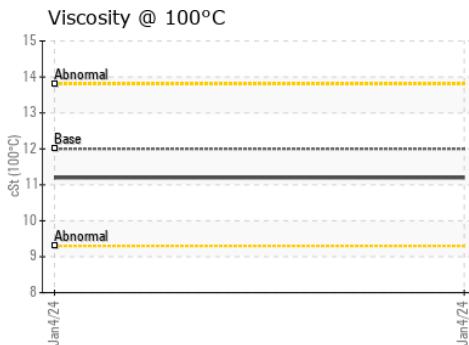 Viscosity @ 100°C
15
14
13
12
11
10
9
8
cSt (100°C)
Abnormal
Base
Abnormal
Jan4/24
Jan4/24